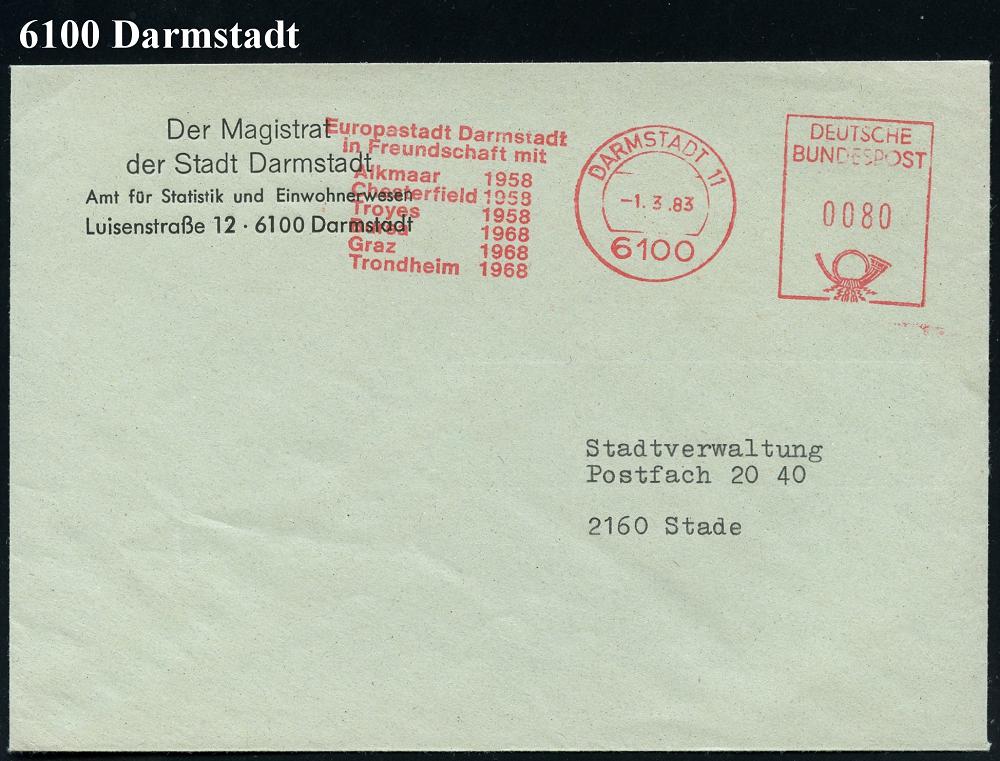 6100 Darmstadt
Der Magistrat
der Stadt Darmstadt
Amt für Statistik und Einwohnerwesen
Luisenstraße 12 · 6100 Darmstadt
Europastadt Darmstadt
in Freundschaft mit
Alkmaar 1958
Chesterfield 1958
Troyes 1958
Bursa 1968
Graz 1968
Trondheim 1968
DARMSTADT 11
-1. 3.83
6100
DEUTSCHE
BUNDESPOST
0080
Stadtverwaltung
Postfach 20 40
2160 Stade